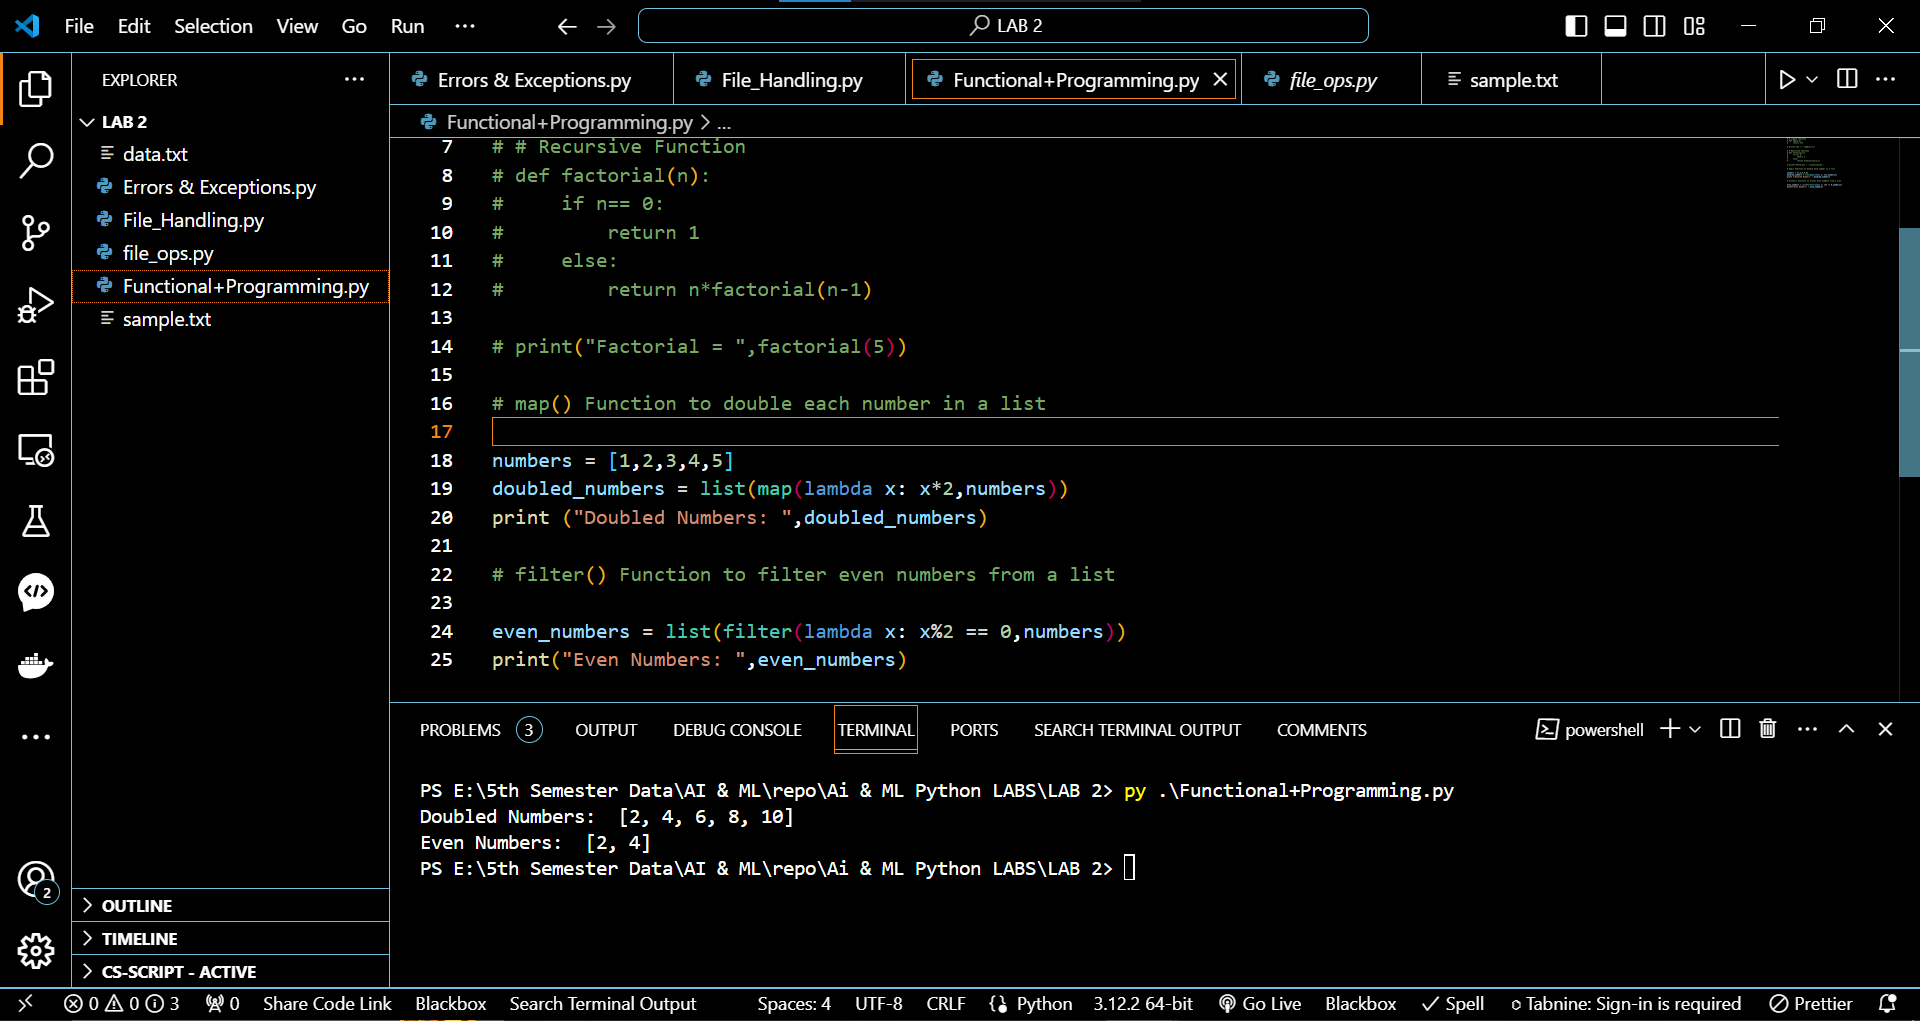 File Edit Selection View Go Run ...
LAB 2
EXPLORER ...
LAB 2
data.txt
Errors & Exceptions.py
File_Handling.py
file_ops.py
Functional+Programming.py
sample.txt
OUTLINE
TIMELINE
CS-SCRIPT - ACTIVE
2
Errors & Exceptions.py File_Handling.py Functional+Programming.py file_ops.py sample.txt
Functional+Programming.py > ...
7 # # Recursive Function
8 # def factorial(n):
9 #     if n== 0:
10 #         return 1
11 #     else:
12 #         return n*factorial(n-1)
13
14 # print("Factorial = ",factorial(5))
15
16 # map() Function to double each number in a list
17
18 numbers = [1,2,3,4,5]
19 doubled_numbers = list(map(lambda x: x*2,numbers))
20 print ("Doubled Numbers: ",doubled_numbers)
21
22 # filter() Function to filter even numbers from a list
23
24 even_numbers = list(filter(lambda x: x%2 == 0,numbers))
25 print("Even Numbers: ",even_numbers)
PROBLEMS 3 OUTPUT DEBUG CONSOLE TERMINAL PORTS SEARCH TERMINAL OUTPUT COMMENTS powershell
PS E:\5th Semester Data\AI & ML\repo\Ai & ML Python LABS\LAB 2> py .\Functional+Programming.py
Doubled Numbers:  [2, 4, 6, 8, 10]
Even Numbers:  [2, 4]
PS E:\5th Semester Data\AI & ML\repo\Ai & ML Python LABS\LAB 2>
0 0 3 0 Share Code Link Blackbox Search Terminal Output Spaces: 4 UTF-8 CRLF Python 3.12.2 64-bit Go Live Blackbox Spell Tabnine: Sign-in is required Prettier